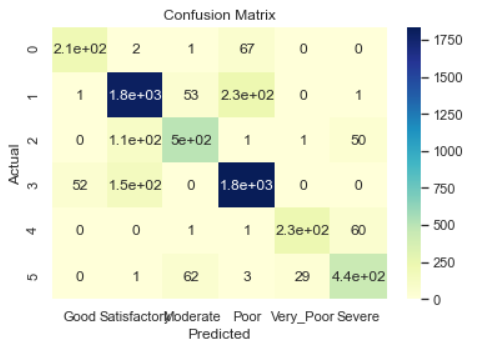 Confusion Matrix
0 2.1e+02 2 1 67 0 0
1 1 1.8e+03 53 2.3e+02 0 1
2 0 1.1e+02 5e+02 1 1 50
3 52 1.5e+02 0 1.8e+03 0 0
4 0 0 1 1 2.3e+02 60
5 0 1 62 3 29 4.4e+02
Actual
Good Satisfactory Moderate Poor Very_Poor Severe
Predicted
1750
1500
1250
1000
750
500
250
0